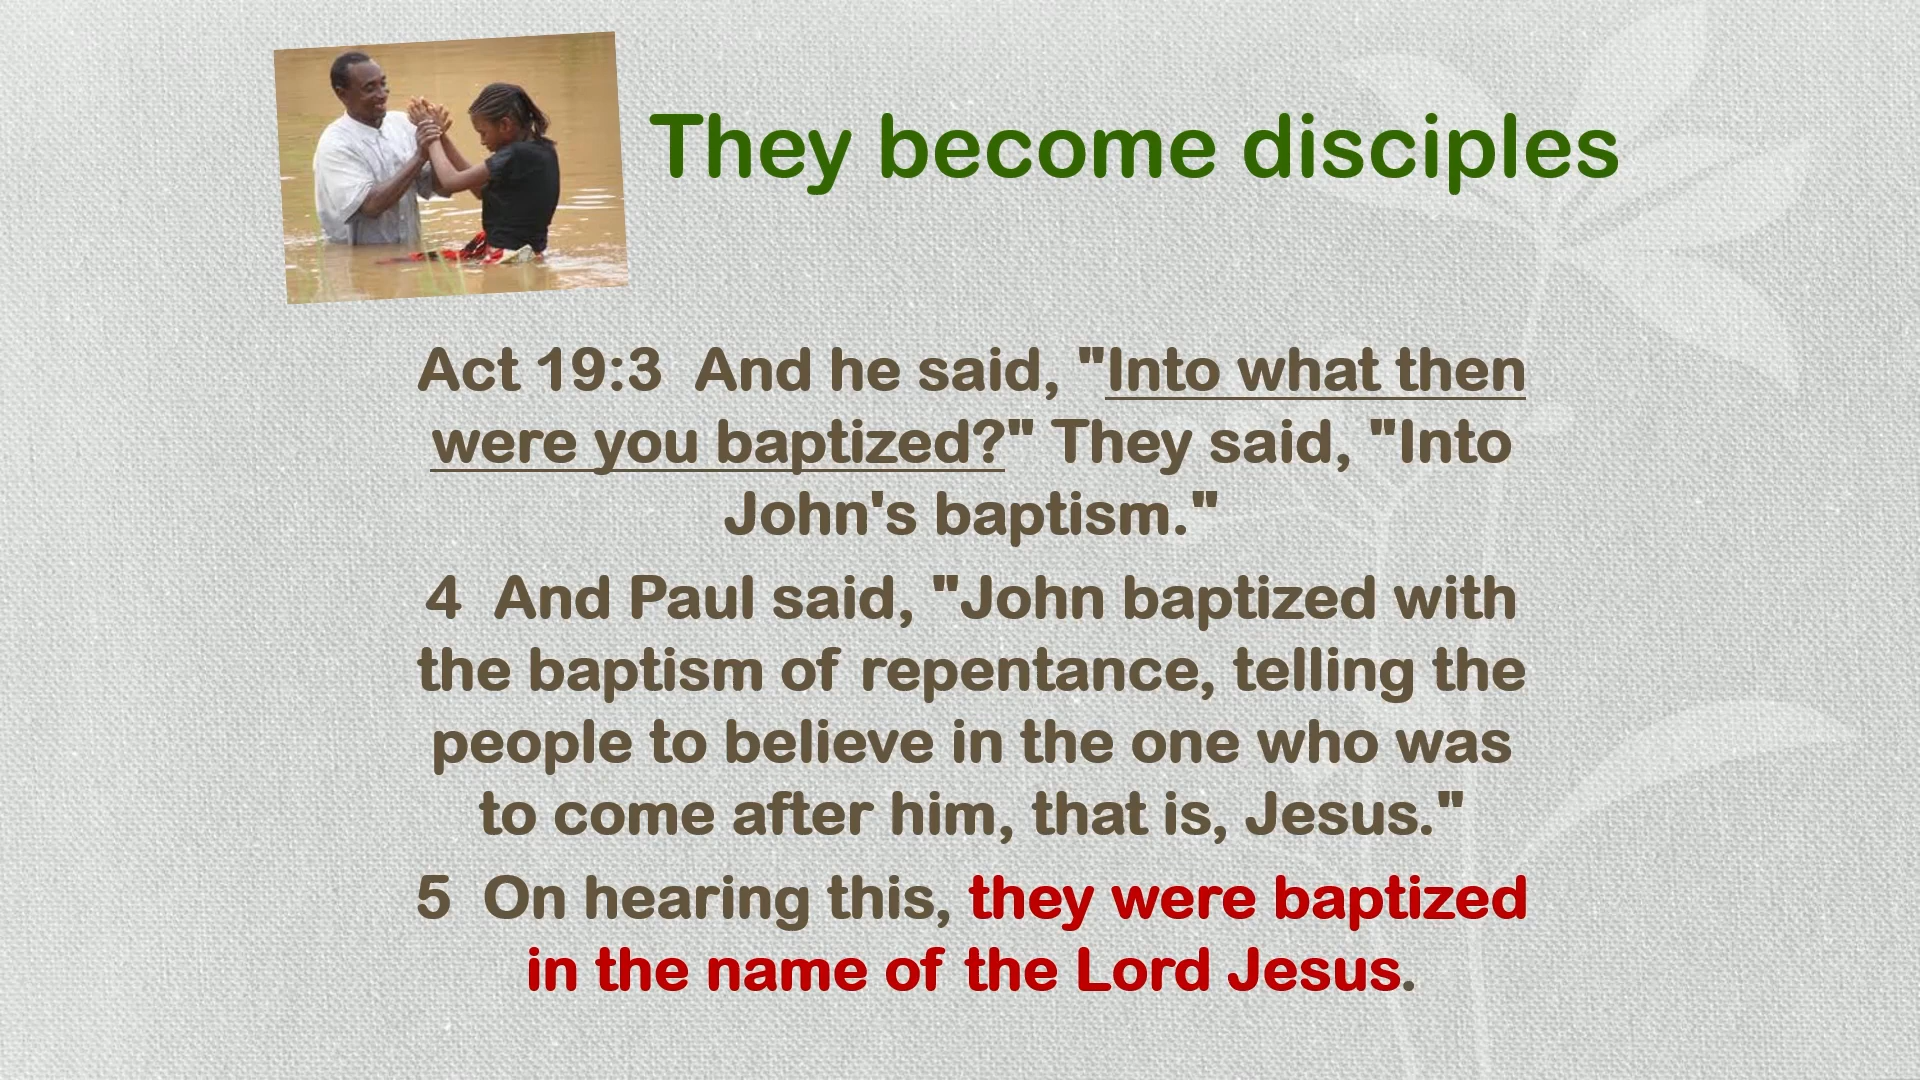 They become disciples
Act 19:3  And he said, "Into what then
were you baptized?" They said, "Into
John's baptism."
4  And Paul said, "John baptized with
the baptism of repentance, telling the
people to believe in the one who was
to come after him, that is, Jesus."
5  On hearing this, they were baptized
in the name of the Lord Jesus.